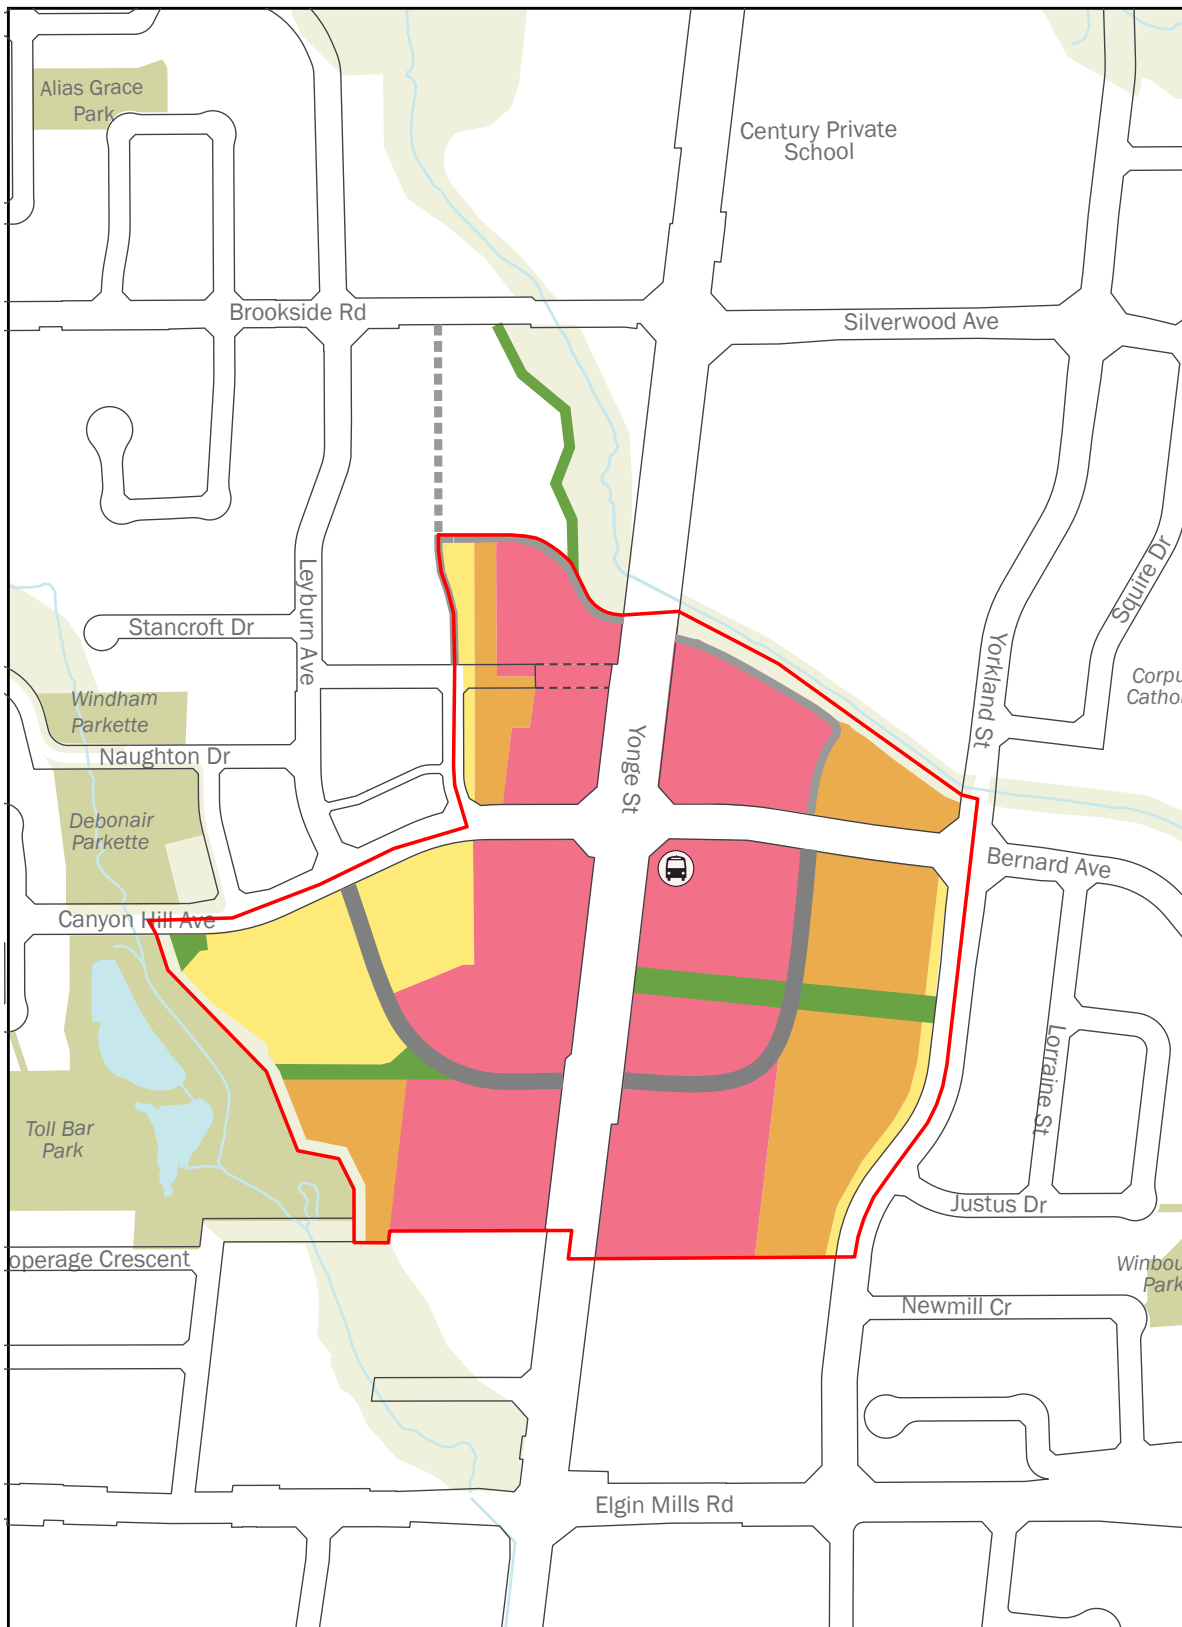 Alias Grace
Park
Century Private
School
Brookside Rd
Silverwood Ave
Squire Dr
Leyburn Ave
Stancroft Dr
Yorkland St
Corpu
Catho
Windham
Parkette
Naughton Dr
Yonge St
Debonair
Parkette
Bernard Ave
Canyon Hill Ave
Lorraine St
Toll Bar
Park
Justus Dr
operage Crescent
Winbou
Park
Newmill Cr
Elgin Mills Rd